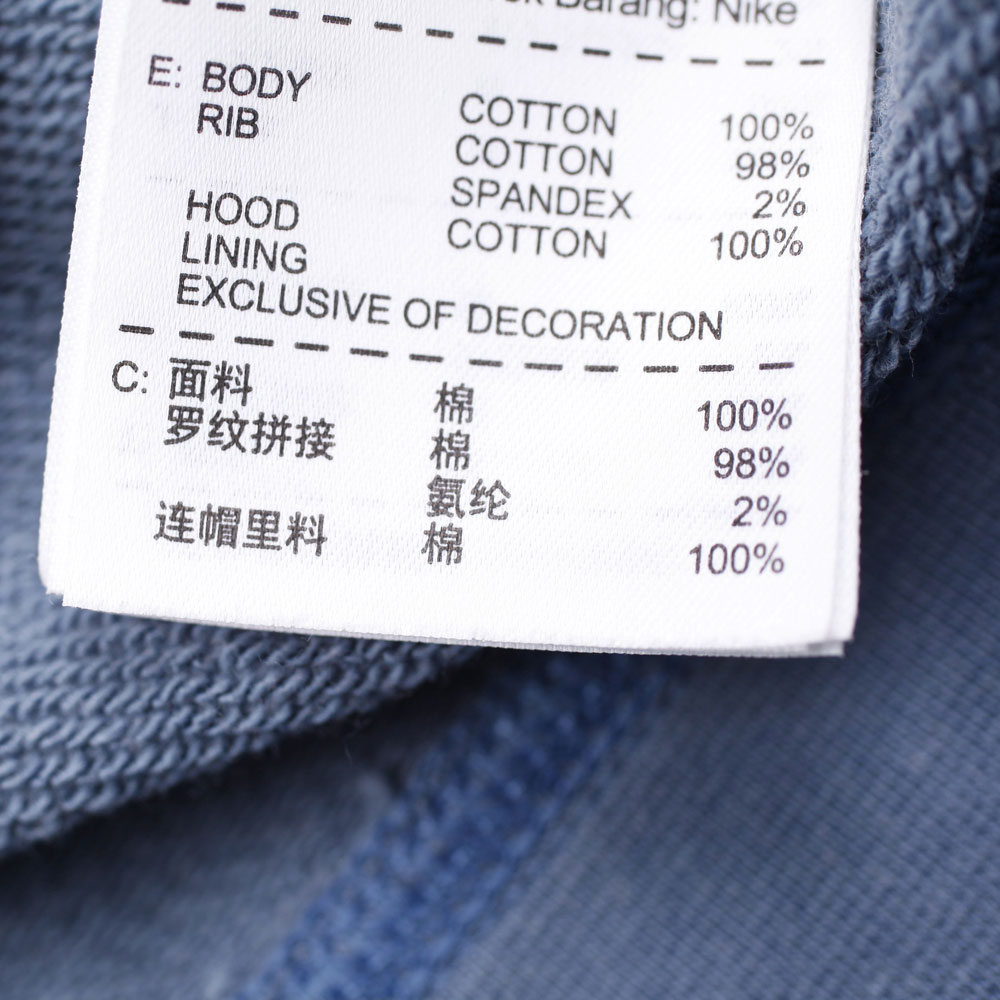 Barang: Nike
E: BODY COTTON 100%
RIB COTTON 98%
SPANDEX 2%
HOOD COTTON 100%
LINING
EXCLUSIVE OF DECORATION
C: 面料 棉 100%
罗纹拼接 棉 98%
氨纶 2%
连帽里料 棉 100%